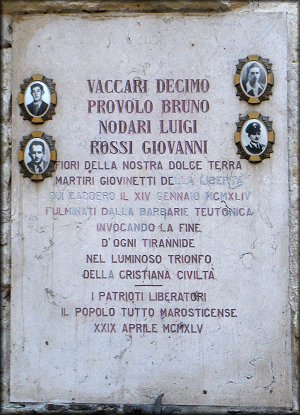 VACCARI DECIMO
PROVOLO BRUNO
NODARI LUIGI
ROSSI GIOVANNI
FIORI DELLA NOSTRA DOLCE TERRA
MARTIRI GIOVINETTI DELLA LIBERTÀ
QUI CADDERO IL XIV GENNAIO MCMXLIV
FULMINATI DALLA BARBARIE TEUTONICA
INVOCANDO LA FINE
D'OGNI TIRANNIDE
NEL LUMINOSO TRIONFO
DELLA CRISTIANA CIVILTÀ
I PATRIOTI LIBERATORI
IL POPOLO TUTTO MAROSTICENSE
XXIX APRILE MCMXLV